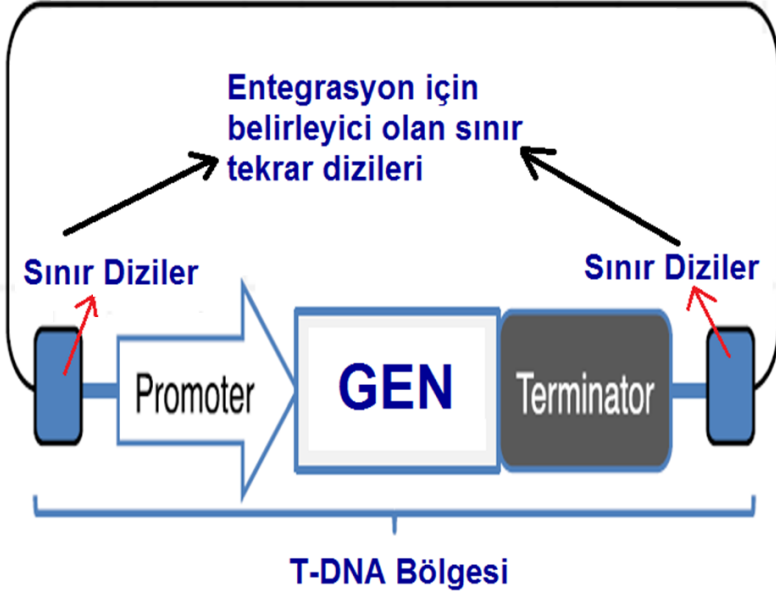 Entegrasyon için
belirleyici olan sınır
tekrar dizileri
Sınır Diziler
Sınır Diziler
Promoter
GEN
Terminator
T-DNA Bölgesi